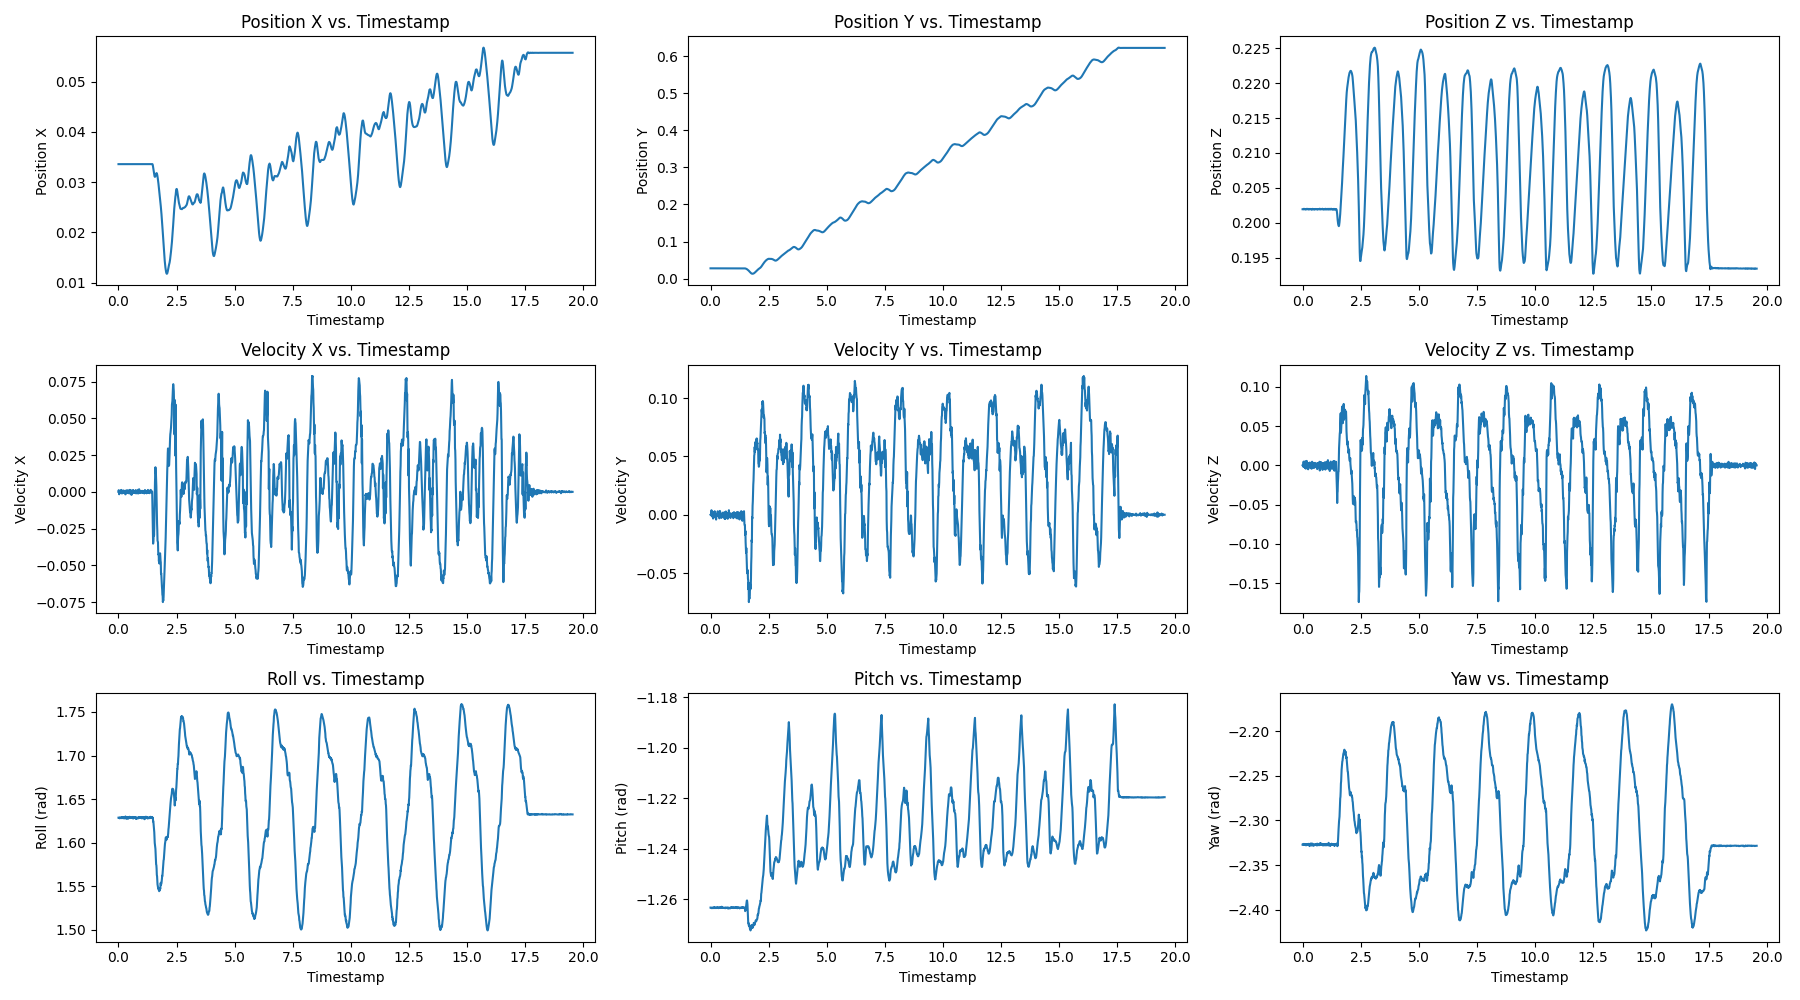 Position X vs. Timestamp
Position X
0.05
0.04
0.03
0.02
0.01
0.0 2.5 5.0 7.5 10.0 12.5 15.0 17.5 20.0
Timestamp
Position Y vs. Timestamp
Position Y
0.6
0.5
0.4
0.3
0.2
0.1
0.0
0.0 2.5 5.0 7.5 10.0 12.5 15.0 17.5 20.0
Timestamp
Position Z vs. Timestamp
Position Z
0.225
0.220
0.215
0.210
0.205
0.200
0.195
0.0 2.5 5.0 7.5 10.0 12.5 15.0 17.5 20.0
Timestamp
Velocity X vs. Timestamp
Velocity X
0.075
0.050
0.025
0.000
−0.025
−0.050
−0.075
0.0 2.5 5.0 7.5 10.0 12.5 15.0 17.5 20.0
Timestamp
Velocity Y vs. Timestamp
Velocity Y
0.10
0.05
0.00
−0.05
0.0 2.5 5.0 7.5 10.0 12.5 15.0 17.5 20.0
Timestamp
Velocity Z vs. Timestamp
Velocity Z
0.10
0.05
0.00
−0.05
−0.10
−0.15
0.0 2.5 5.0 7.5 10.0 12.5 15.0 17.5 20.0
Timestamp
Roll vs. Timestamp
Roll (rad)
1.75
1.70
1.65
1.60
1.55
1.50
0.0 2.5 5.0 7.5 10.0 12.5 15.0 17.5 20.0
Timestamp
Pitch vs. Timestamp
Pitch (rad)
−1.18
−1.20
−1.22
−1.24
−1.26
0.0 2.5 5.0 7.5 10.0 12.5 15.0 17.5 20.0
Timestamp
Yaw vs. Timestamp
Yaw (rad)
−2.20
−2.25
−2.30
−2.35
−2.40
0.0 2.5 5.0 7.5 10.0 12.5 15.0 17.5 20.0
Timestamp